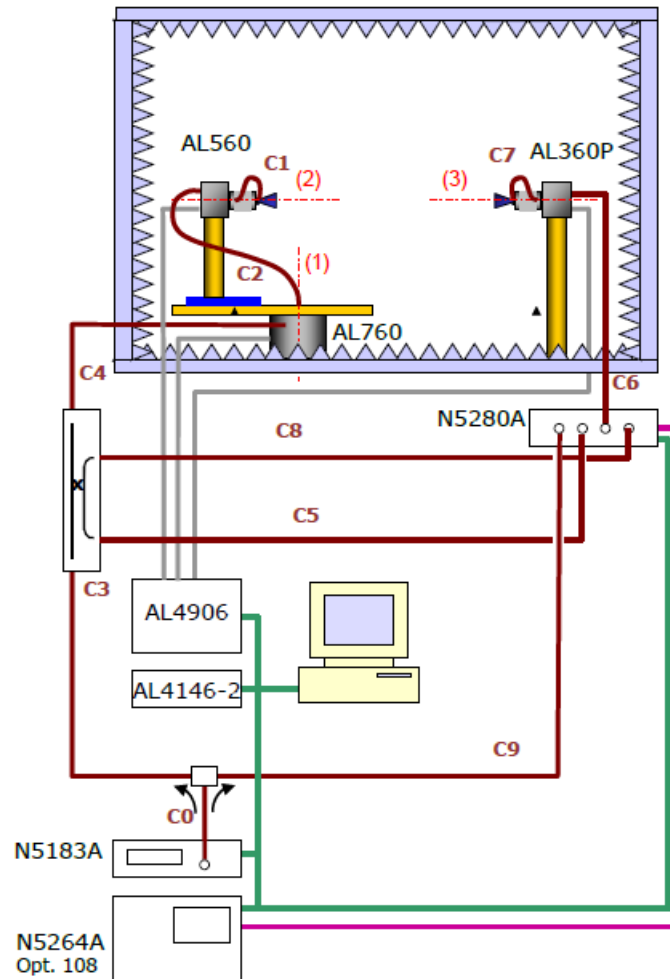 AL560
C1
(2)
C7
AL360P
(3)
C2
(1)
AL760
C4
C6
N5280A
C8
x
C5
C3
AL4906
AL4146-2
C9
C0
N5183A
N5264A
Opt. 108